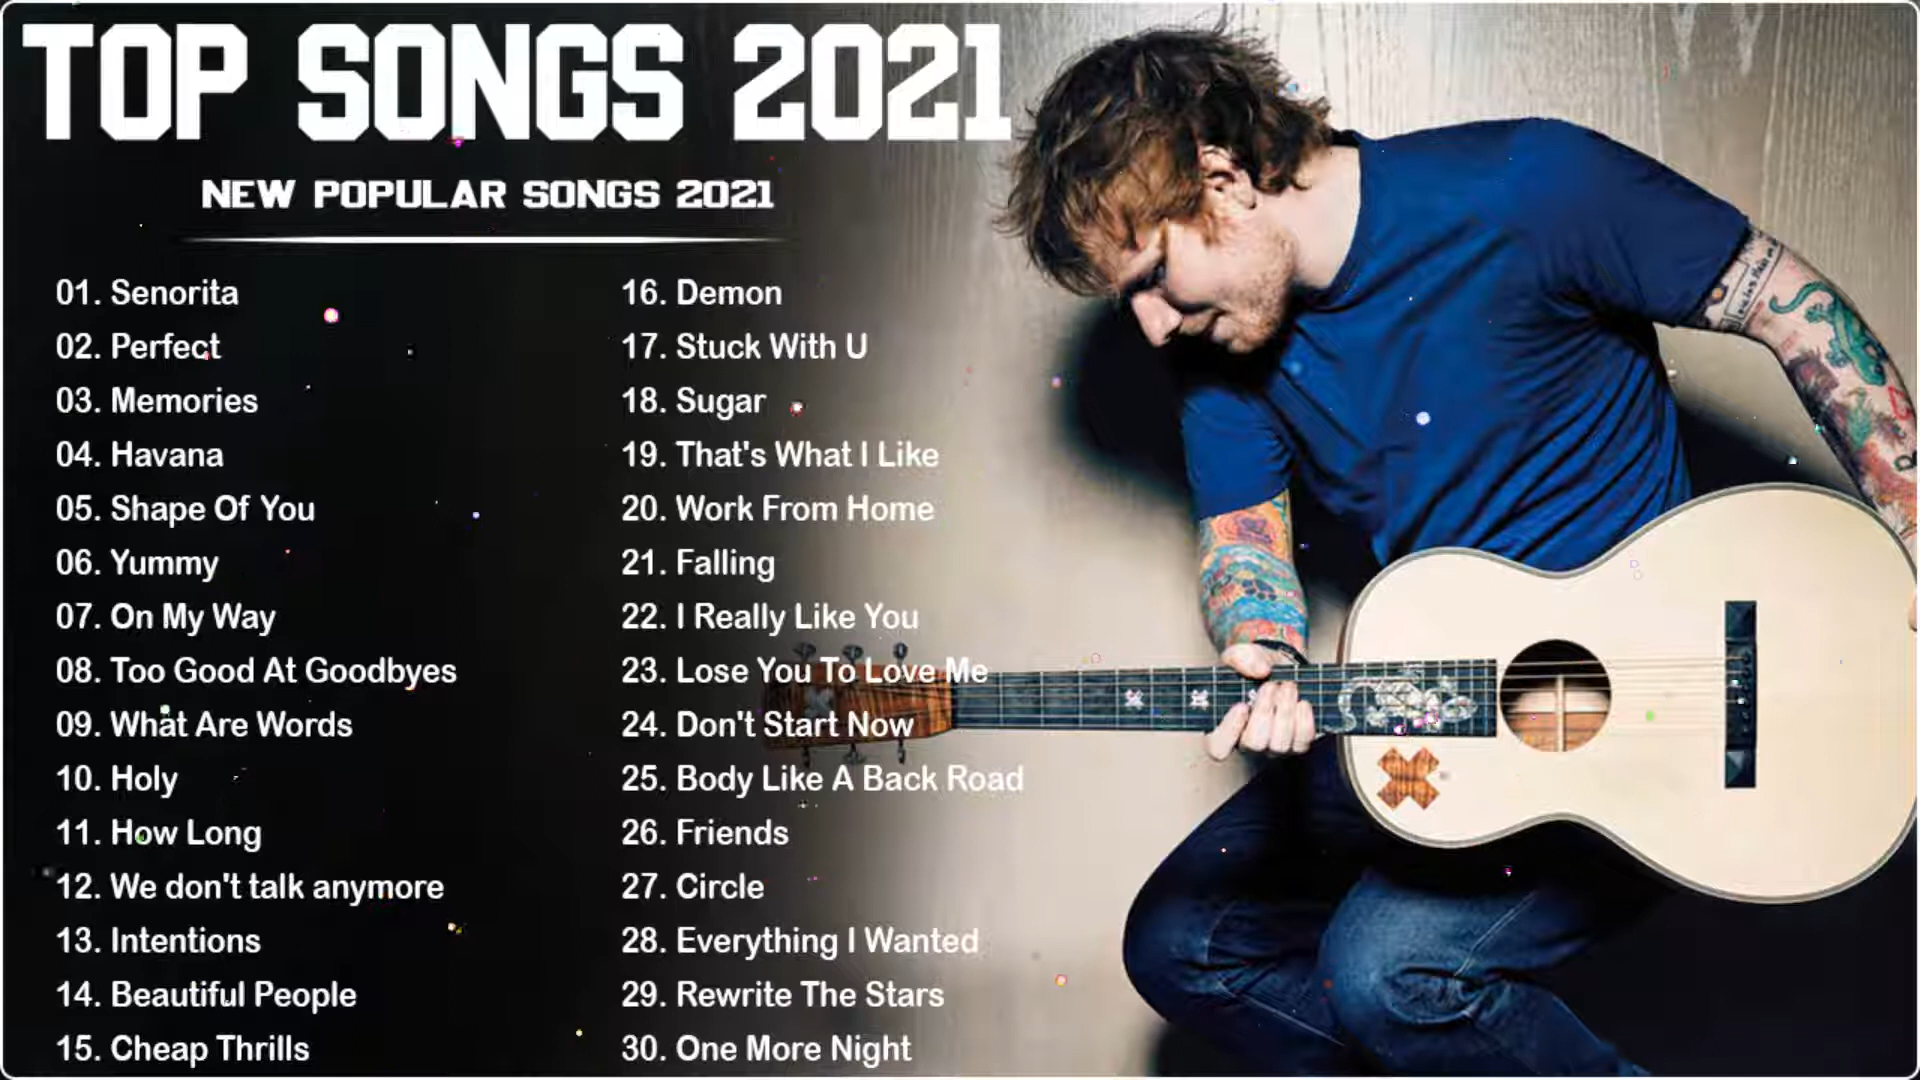 TOP SONGS 2021
NEW POPULAR SONGS 2021
01. Senorita
02. Perfect
03. Memories
04. Havana
05. Shape Of You
06. Yummy
07. On My Way
08. Too Good At Goodbyes
09. What Are Words
10. Holy
11. How Long
12. We don't talk anymore
13. Intentions
14. Beautiful People
15. Cheap Thrills
16. Demon
17. Stuck With U
18. Sugar
19. That's What I Like
20. Work From Home
21. Falling
22. I Really Like You
23. Lose You To Love Me
24. Don't Start Now
25. Body Like A Back Road
26. Friends
27. Circle
28. Everything I Wanted
29. Rewrite The Stars
30. One More Night